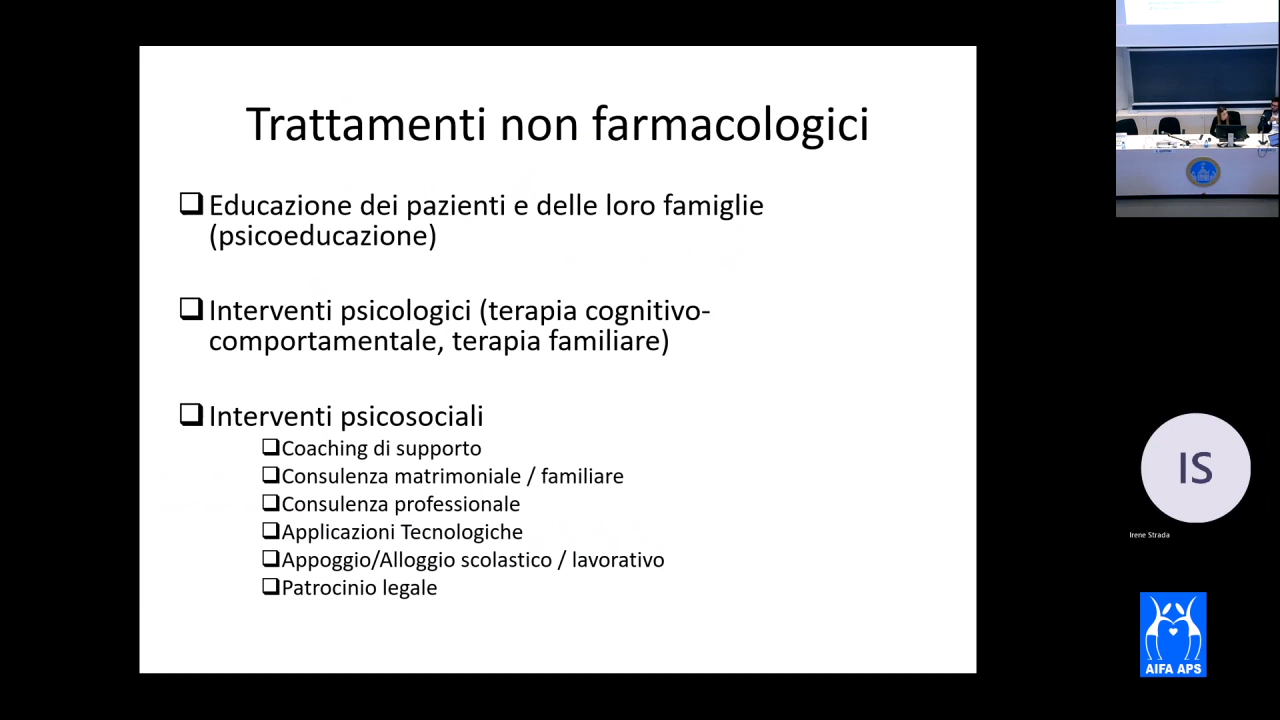 Trattamenti non farmacologici
❑ Educazione dei pazienti e delle loro famiglie
(psicoeducazione)
❑ Interventi psicologici (terapia cognitivo-
comportamentale, terapia familiare)
❑ Interventi psicosociali
❑ Coaching di supporto
❑ Consulenza matrimoniale / familiare
❑ Consulenza professionale
❑ Applicazioni Tecnologiche
❑ Appoggio/Alloggio scolastico / lavorativo
❑ Patrocinio legale
IS
Irene Strada
AIFA APS